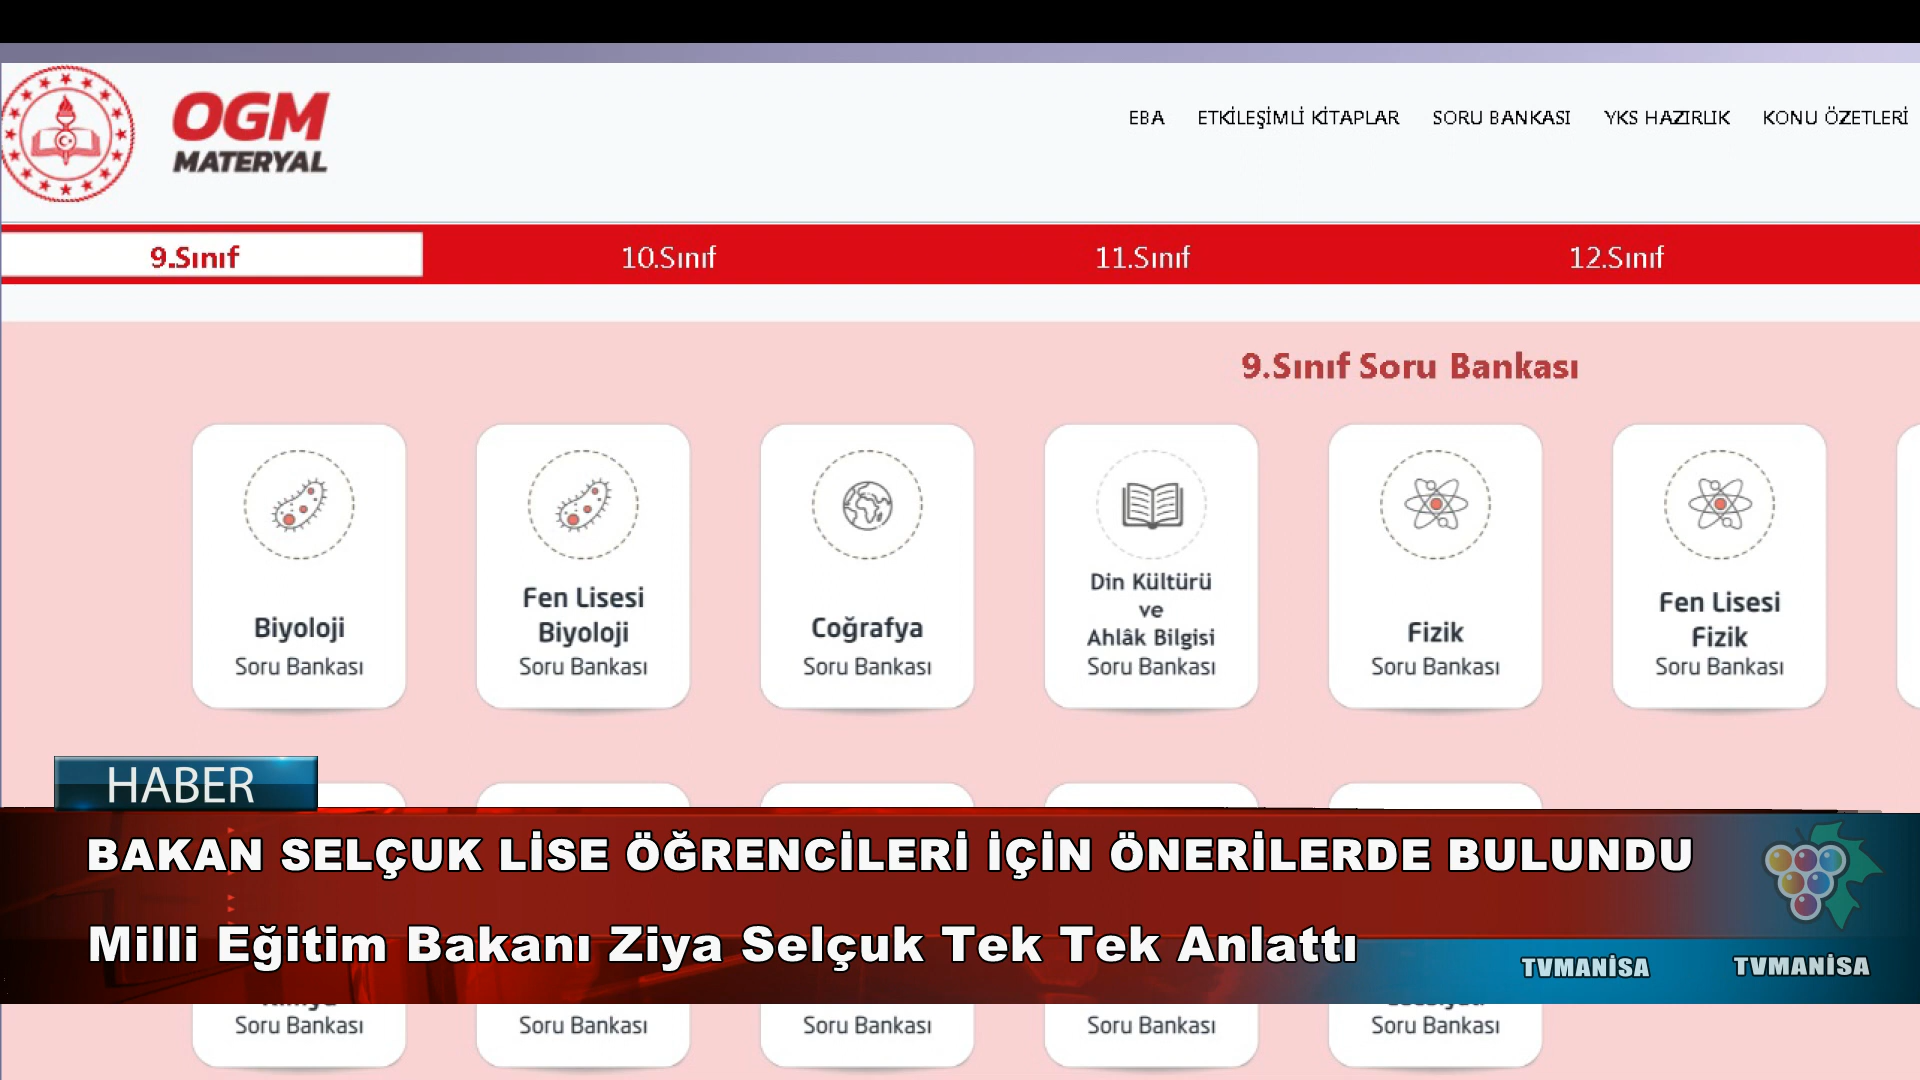 OGM
MATERYAL
EBA ETKİLEŞİMLİ KİTAPLAR SORU BANKASI YKS HAZIRLIK KONU ÖZETLERİ
9.Sınıf 10.Sınıf 11.Sınıf 12.Sınıf
9.Sınıf Soru Bankası
Biyoloji
Soru Bankası
Fen Lisesi
Biyoloji
Soru Bankası
Coğrafya
Soru Bankası
Din Kültürü
ve
Ahlâk Bilgisi
Soru Bankası
Fizik
Soru Bankası
Fen Lisesi
Fizik
Soru Bankası
HABER
BAKAN SELÇUK LİSE ÖĞRENCİLERİ İÇİN ÖNERİLERDE BULUNDU
Milli Eğitim Bakanı Ziya Selçuk Tek Tek Anlattı
TVMANİSA TVMANİSA
Soru Bankası Soru Bankası Soru Bankası Soru Bankası Soru Bankası